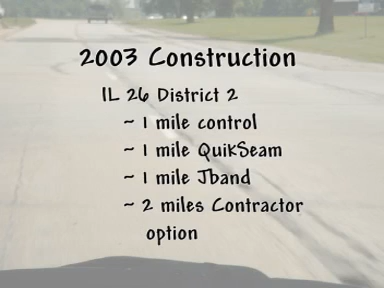 2003 Construction
IL 26 District 2
~ 1 mile control
~ 1 mile QuikSeam
~ 1 mile Jband
~ 2 miles Contractor
option